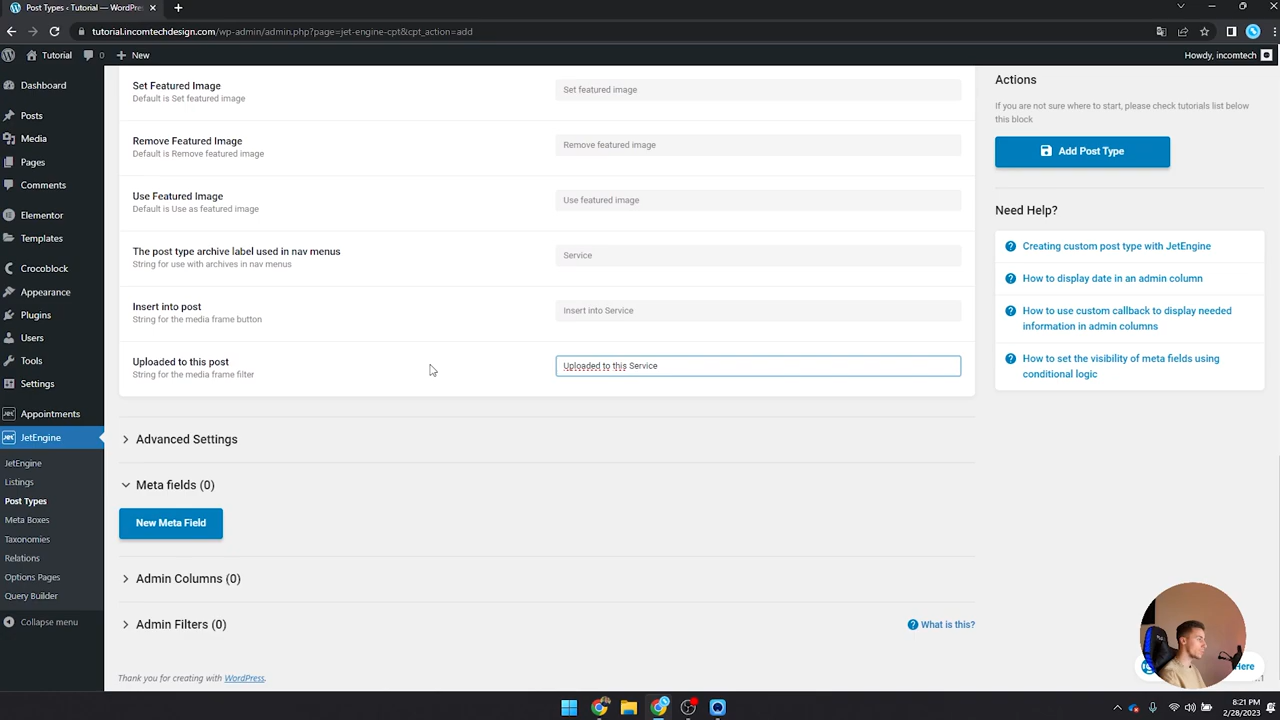 Post Types ‹ Tutorial — WordPre
tutorial.incomtechdesign.com/wp-admin/admin.php?page=jet-engine-cpt&cpt_action=add
Tutorial
0
New
Howdy, incomtech
Dashboard
Posts
Media
Pages
Comments
Elementor
Templates
Crocoblock
Appearance
Plugins
Users
Tools
Settings
Appointments
JetEngine
JetEngine
Listings
Post Types
Meta Boxes
Taxonomies
Relations
Options Pages
Query Builder
Collapse menu
Set Featured Image
Default is Set featured image
Set featured image
Remove Featured Image
Default is Remove featured image
Remove featured image
Use Featured Image
Default is Use as featured image
Use featured image
The post type archive label used in nav menus
String for use with archives in nav menus
Service
Insert into post
String for the media frame button
Insert into Service
Uploaded to this post
String for the media frame filter
Uploaded to this Service
Advanced Settings
Meta fields (0)
New Meta Field
Admin Columns (0)
Admin Filters (0)
What is this?
Thank you for creating with WordPress.
Actions
If you are not sure where to start, please check tutorials list below
this block
Add Post Type
Need Help?
Creating custom post type with JetEngine
How to display date in an admin column
How to use custom callback to display needed
information in admin columns
How to set the visibility of meta fields using
conditional logic
Here
8:21 PM
2/28/2023